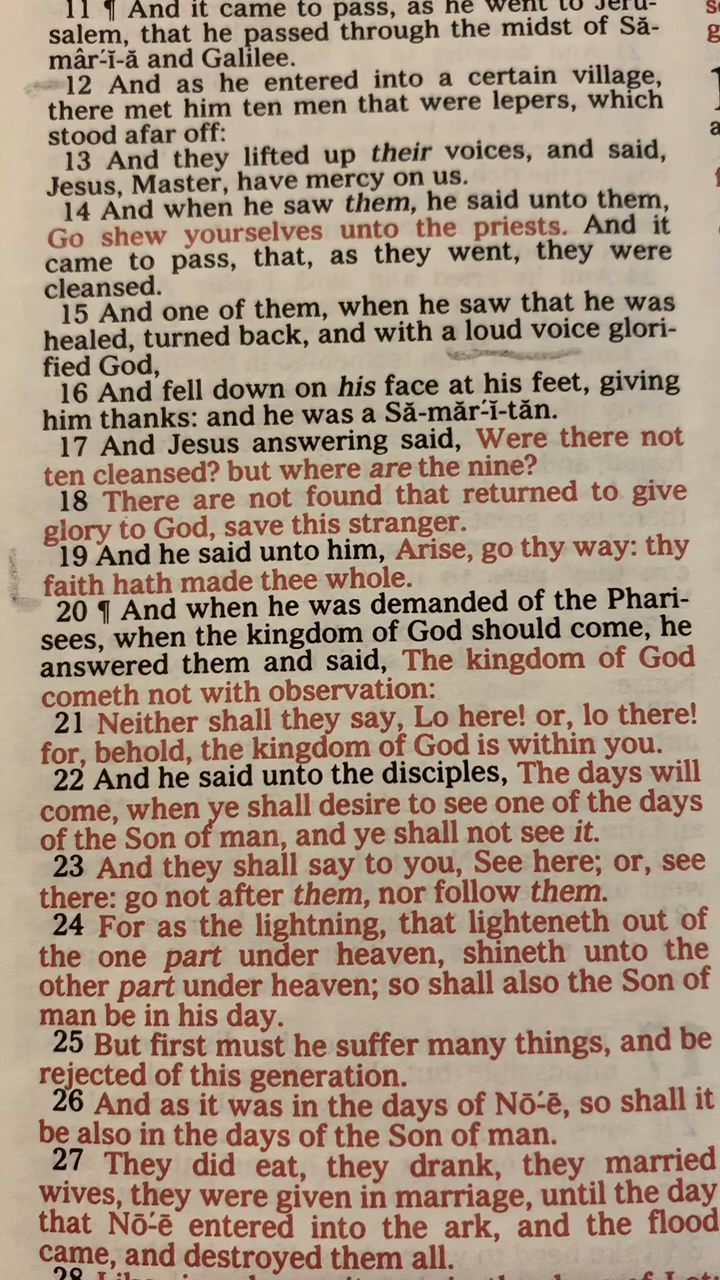 11 ¶ And it came to pass, as he went to Jeru-
salem, that he passed through the midst of Să-
mâr´-ĭ-ă and Galilee.
12 And as he entered into a certain village,
there met him ten men that were lepers, which
stood afar off:
13 And they lifted up their voices, and said,
Jesus, Master, have mercy on us.
14 And when he saw them, he said unto them,
Go shew yourselves unto the priests. And it
came to pass, that, as they went, they were
cleansed.
15 And one of them, when he saw that he was
healed, turned back, and with a loud voice glori-
fied God,
16 And fell down on his face at his feet, giving
him thanks: and he was a Să-măr´-ĭ-tăn.
17 And Jesus answering said, Were there not
ten cleansed? but where are the nine?
18 There are not found that returned to give
glory to God, save this stranger.
19 And he said unto him, Arise, go thy way: thy
faith hath made thee whole.
20 ¶ And when he was demanded of the Phari-
sees, when the kingdom of God should come, he
answered them and said, The kingdom of God
cometh not with observation:
21 Neither shall they say, Lo here! or, lo there!
for, behold, the kingdom of God is within you.
22 And he said unto the disciples, The days will
come, when ye shall desire to see one of the days
of the Son of man, and ye shall not see it.
23 And they shall say to you, See here; or, see
there: go not after them, nor follow them.
24 For as the lightning, that lighteneth out of
the one part under heaven, shineth unto the
other part under heaven; so shall also the Son of
man be in his day.
25 But first must he suffer many things, and be
rejected of this generation.
26 And as it was in the days of Nō´-ē, so shall it
be also in the days of the Son of man.
27 They did eat, they drank, they married
wives, they were given in marriage, until the day
that Nō´-ē entered into the ark, and the flood
came, and destroyed them all.
28